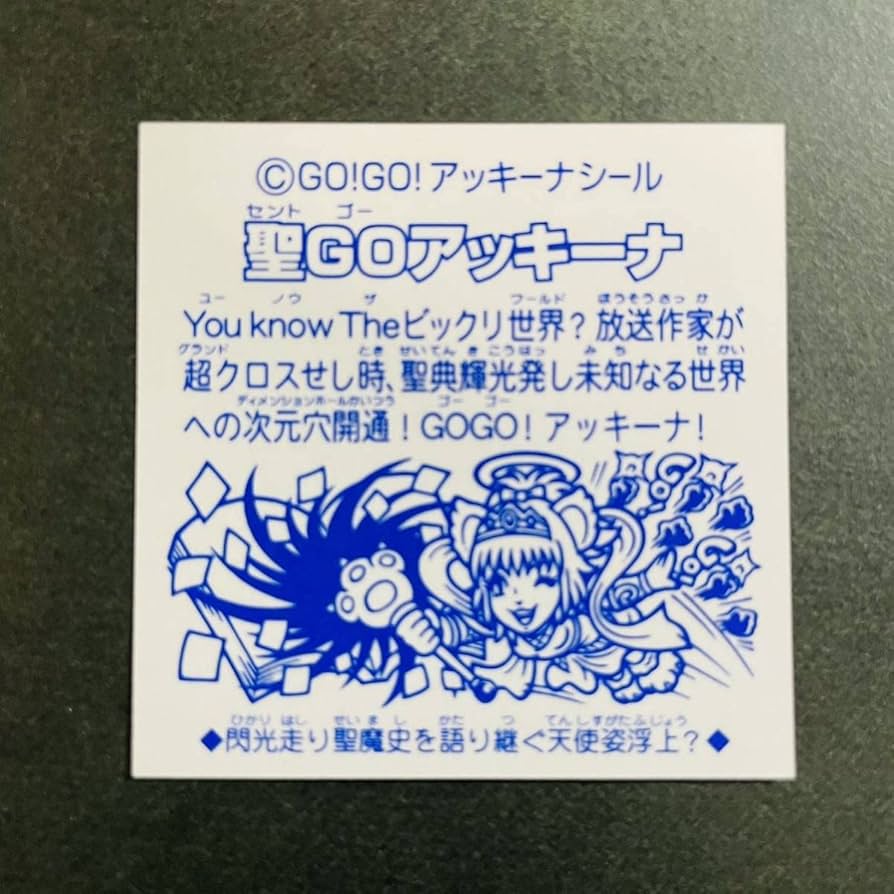 ©GO!GO!アッキーナシール
セント ゴー
聖GOアッキーナ
ユー ノウ ザ ワールド ほうそうさっか
You know Theビックリ世界?放送作家が
グランド とき せいてんきこうはっ みち せかい
超クロスせし時、聖典輝光発し未知なる世界
ディメンションホールかいつう ゴー ゴー
への次元穴開通!GOGO!アッキーナ!
ひかりはし せいまし かた つ てんしすがたふじょう
◆閃光走り聖魔史を語り継ぐ天使姿浮上?◆